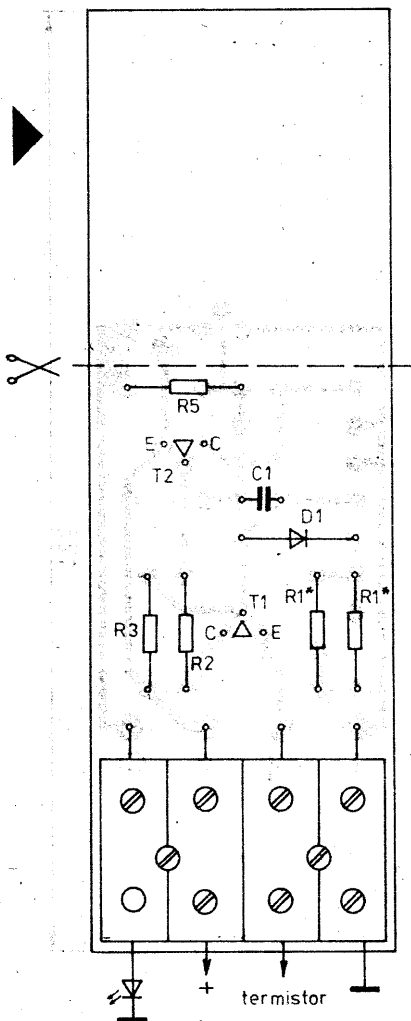 R5
E C
T2
C1
D1
T1
R1* R1*
R3
C E
R2
+
termistor